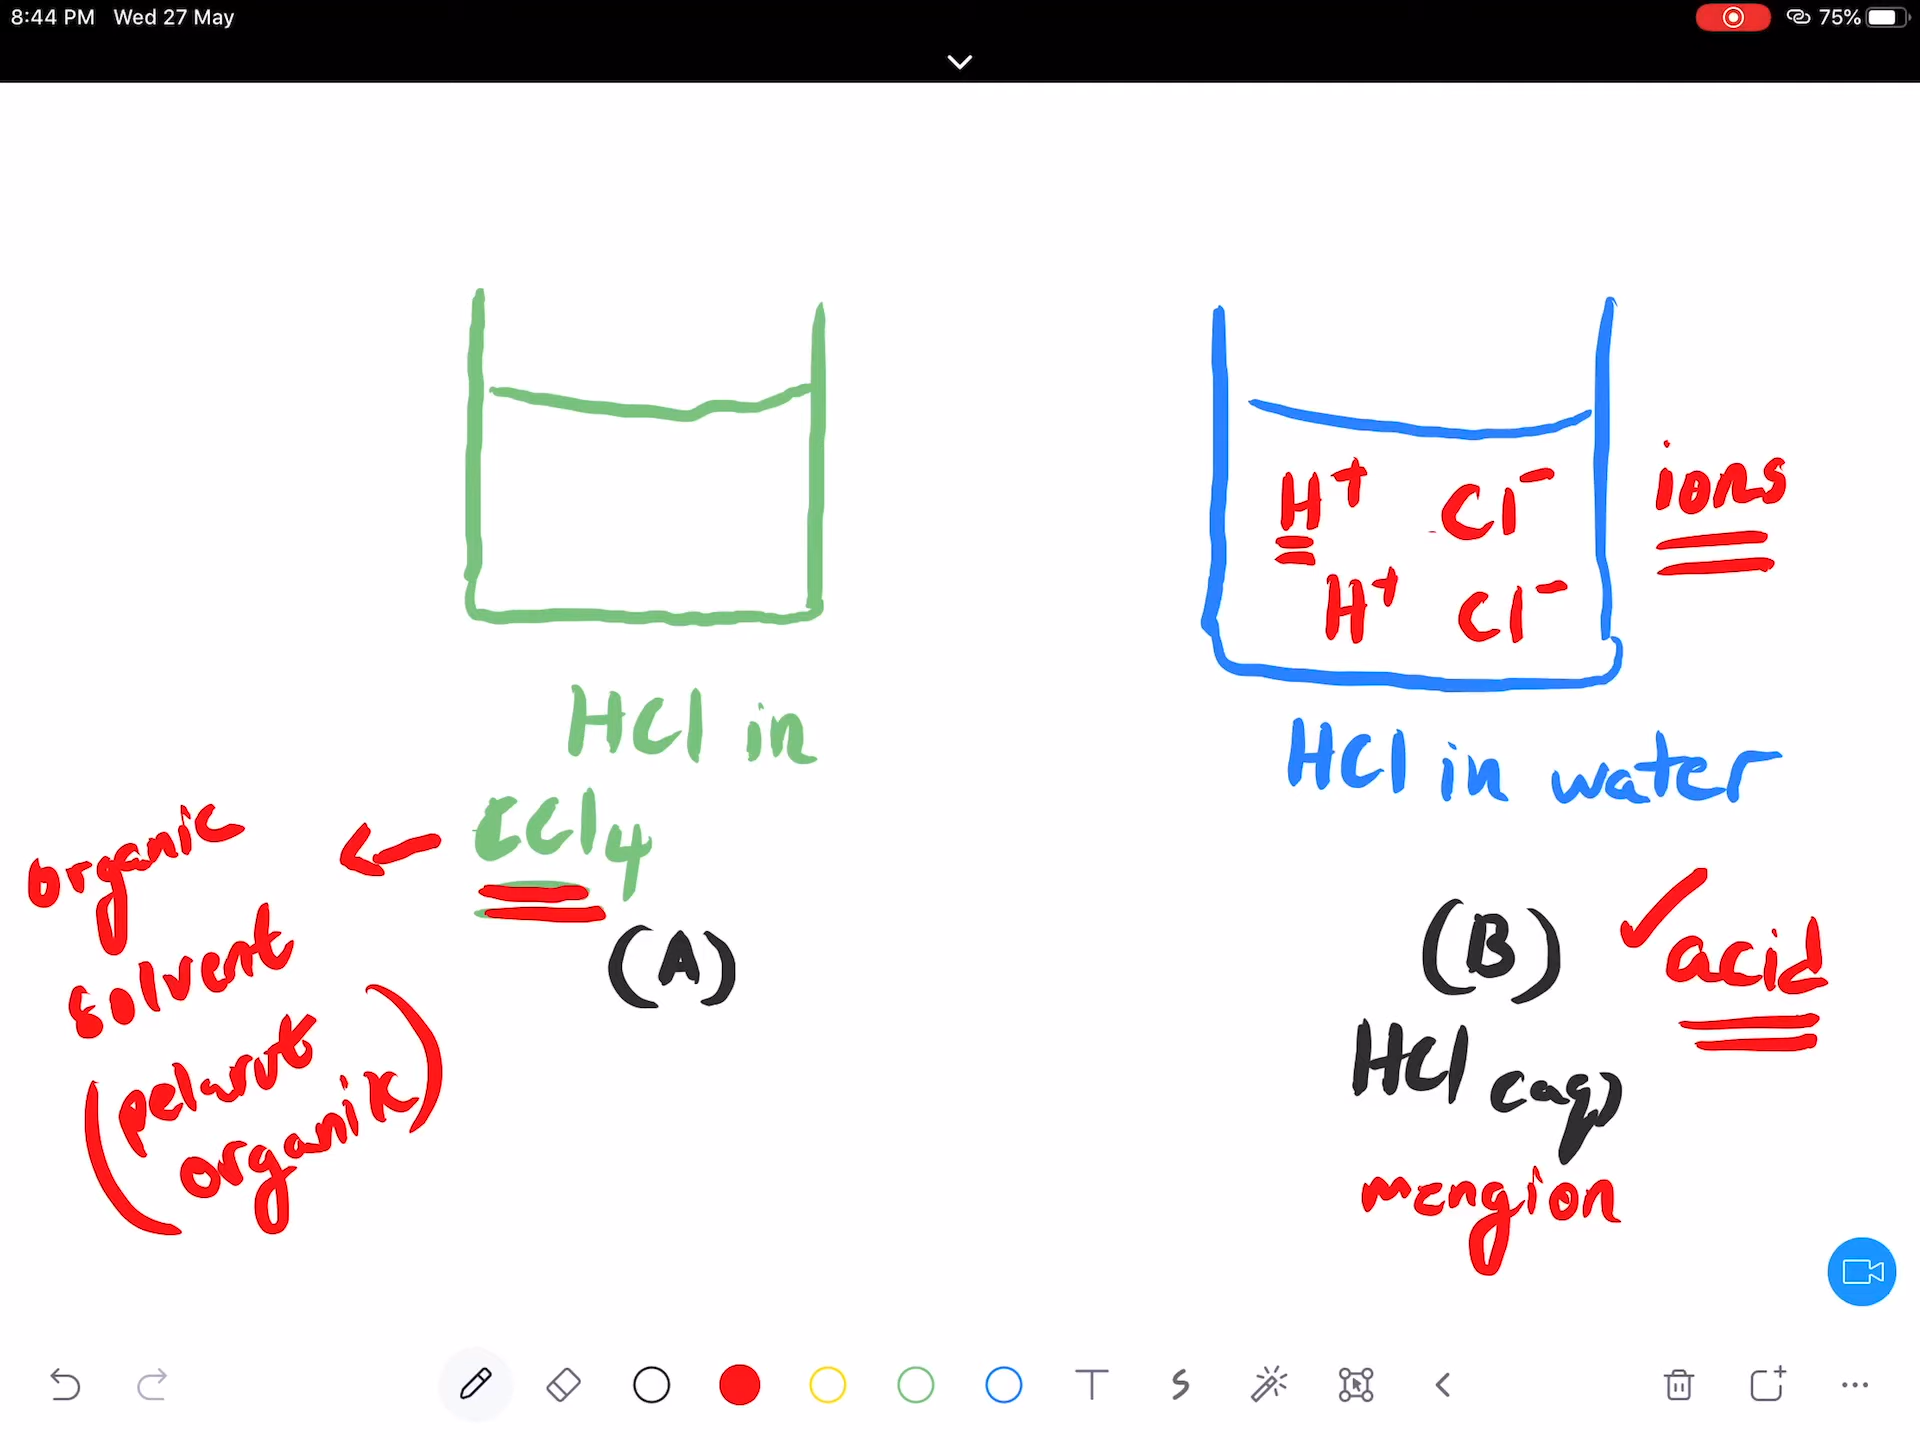 8:44 PM Wed 27 May
75%
H⁺ Cl⁻
H⁺ Cl⁻
ions
HCl in
CCl₄
(A)
organic
solvent
(pelarut
organik)
HCl in water
(B)
acid
HCl (aq)
mengion
T
S